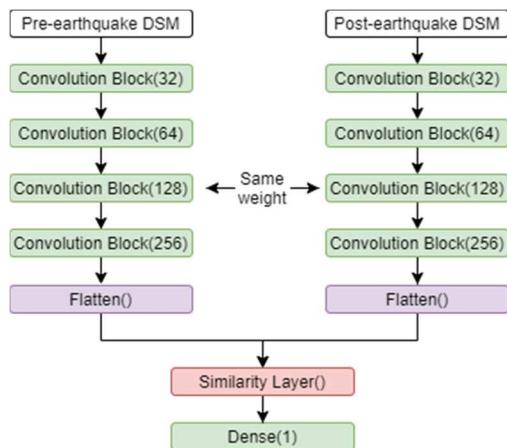 Pre-earthquake DSM
Post-earthquake DSM
Convolution Block(32)
Convolution Block(32)
Convolution Block(64)
Convolution Block(64)
Convolution Block(128)
Same
weight
Convolution Block(128)
Convolution Block(256)
Convolution Block(256)
Flatten()
Flatten()
Similarity Layer()
Dense(1)